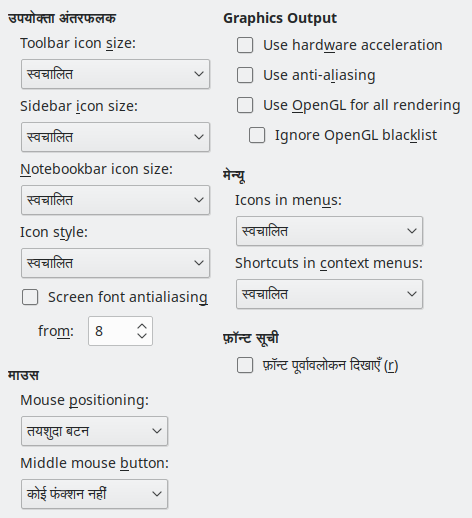 उपयोक्ता अंतरफलक
Toolbar icon size:
स्वचालित
Sidebar icon size:
स्वचालित
Notebookbar icon size:
स्वचालित
Icon style:
स्वचालित
Screen font antialiasing
from: 8
माउस
Mouse positioning:
तयशुदा बटन
Middle mouse button:
कोई फंक्शन नहीं
Graphics Output
Use hardware acceleration
Use anti-aliasing
Use OpenGL for all rendering
Ignore OpenGL blacklist
मेन्यू
Icons in menus:
स्वचालित
Shortcuts in context menus:
स्वचालित
फ़ॉन्ट सूची
फ़ॉन्ट पूर्वावलोकन दिखाएँ (r)